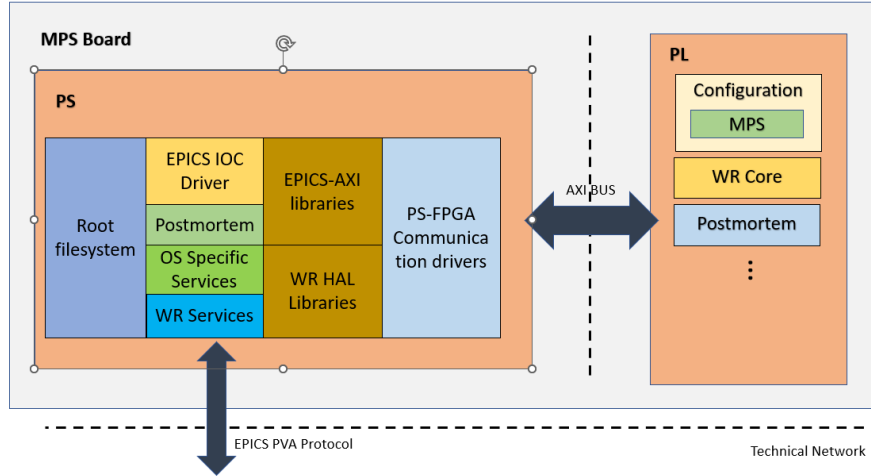 MPS Board
PS
Root
filesystem
EPICS IOC
Driver
Postmortem
OS Specific
Services
WR Services
EPICS-AXI
libraries
WR HAL
Libraries
PS-FPGA
Communica
tion drivers
AXI BUS
PL
Configuration
MPS
WR Core
Postmortem
EPICS PVA Protocol
Technical Network